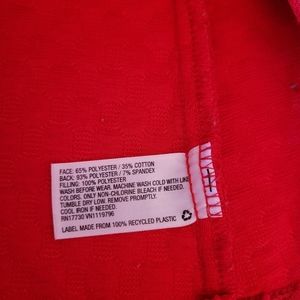 FACE: 65% POLYESTER / 35% COTTON
BACK: 93% POLYESTER / 7% SPANDEX
FILLING: 100% POLYESTER
WASH BEFORE WEAR. MACHINE WASH COLD WITH LIKE
COLORS. ONLY NON-CHLORINE BLEACH IF NEEDED.
TUMBLE DRY LOW. REMOVE PROMPTLY.
COOL IRON IF NEEDED.
RN17730 VN1119796
LABEL MADE FROM 100% RECYCLED PLASTIC